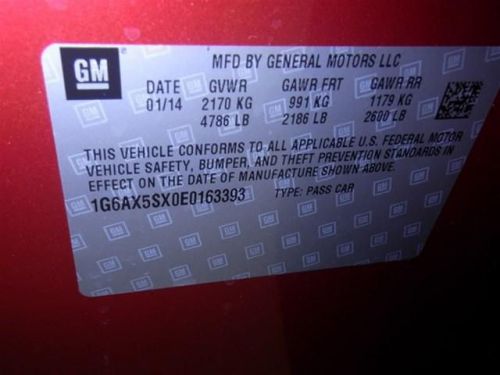 GM
MFD BY GENERAL MOTORS LLC
DATE GVWR GAWR FRT GAWR RR
01/14 2170 KG 991 KG 1179 KG
4786 LB 2186 LB 2600 LB
THIS VEHICLE CONFORMS TO ALL APPLICABLE U.S. FEDERAL MOTOR
VEHICLE SAFETY, BUMPER, AND THEFT PREVENTION STANDARDS IN
EFFECT ON THE DATE OF MANUFACTURE SHOWN ABOVE.
1G6AX5SX0E0163393 TYPE: PASS CAR